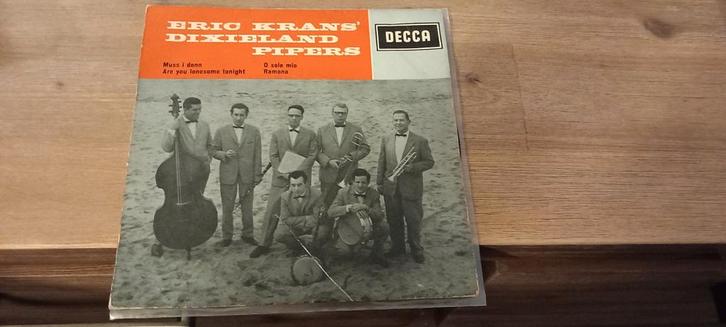 ERIC KRANS'
DIXIELAND
PIPERS
DECCA
Muss i denn
Are you lonesome tonight
O sole mio
Ramona